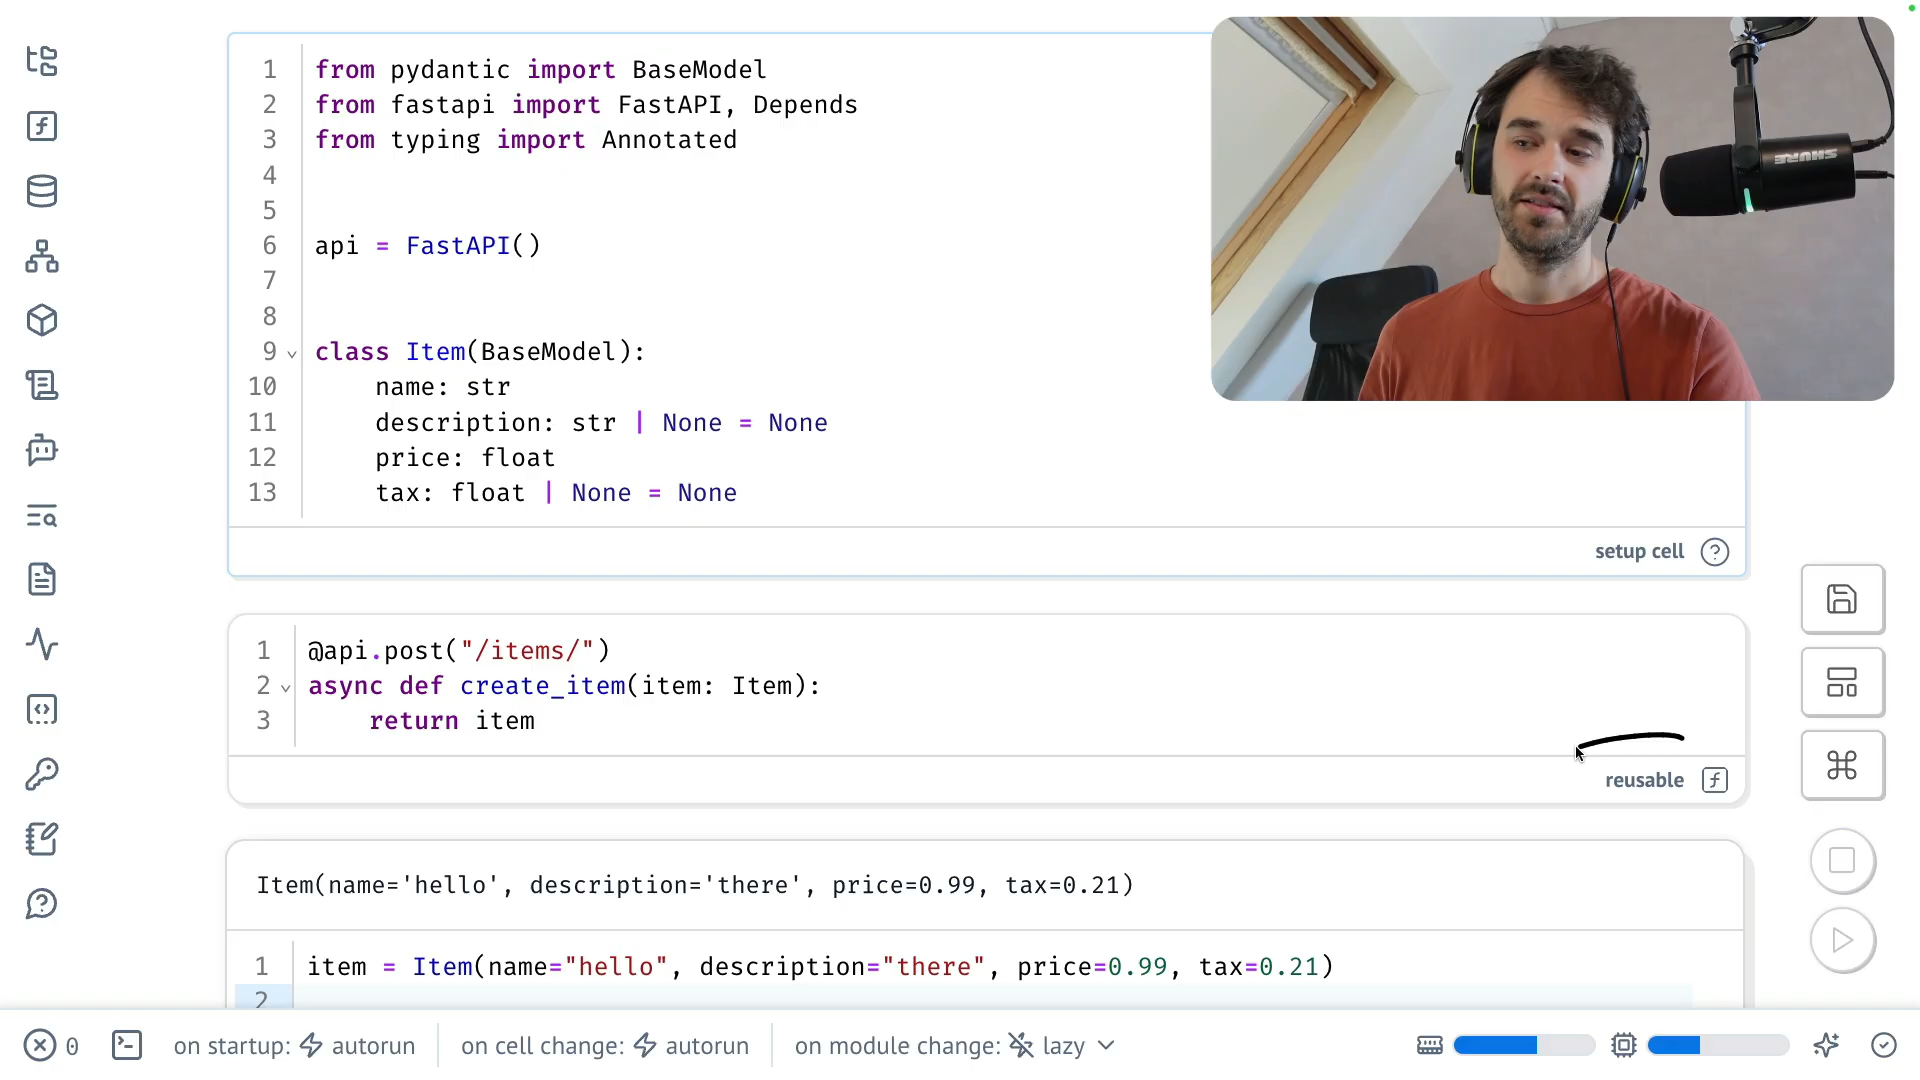 1 from pydantic import BaseModel
2 from fastapi import FastAPI, Depends
3 from typing import Annotated
4
5
6 api = FastAPI()
7
8
9 class Item(BaseModel):
10 name: str
11 description: str | None = None
12 price: float
13 tax: float | None = None
setup cell
1 @api.post("/items/")
2 async def create_item(item: Item):
3 return item
reusable
Item(name='hello', description='there', price=0.99, tax=0.21)
1 item = Item(name="hello", description="there", price=0.99, tax=0.21)
2
0 on startup: autorun on cell change: autorun on module change: lazy
SHURE